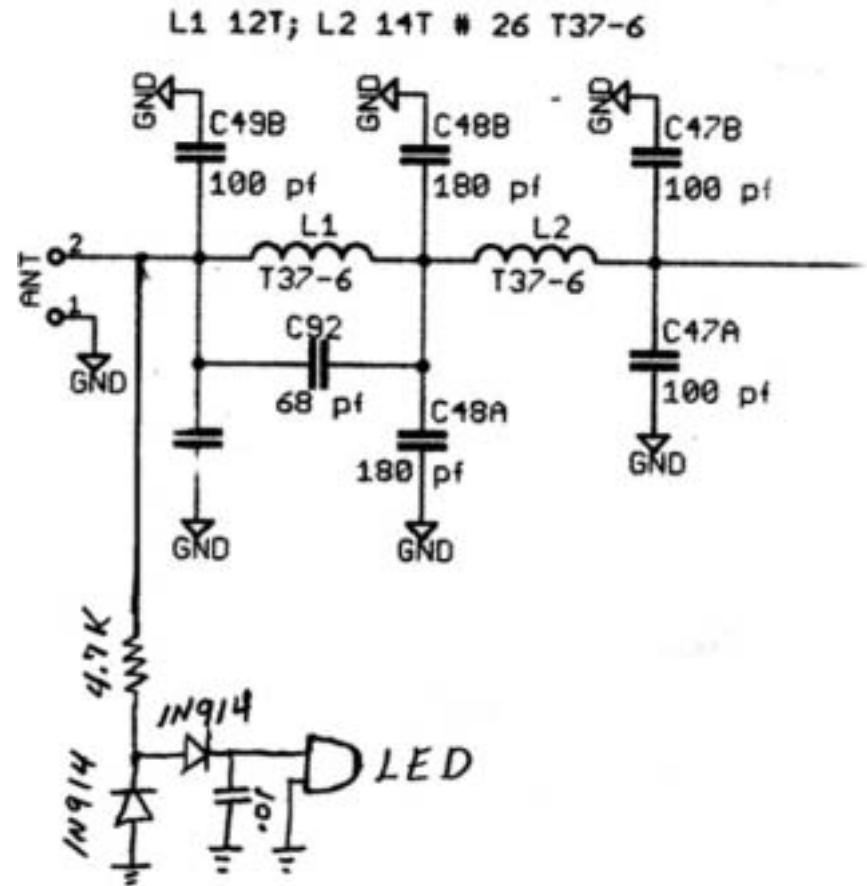 L1 12T; L2 14T # 26 T37-6
GND
GND
GND
C49B
C48B
C47B
100 pf
180 pf
100 pf
L1
L2
2
ANT
T37-6
T37-6
1
GND
C92
C47A
68 pf
100 pf
C48A
180 pf
GND
GND
GND
4.7K
1N914
LED
1N914
.01